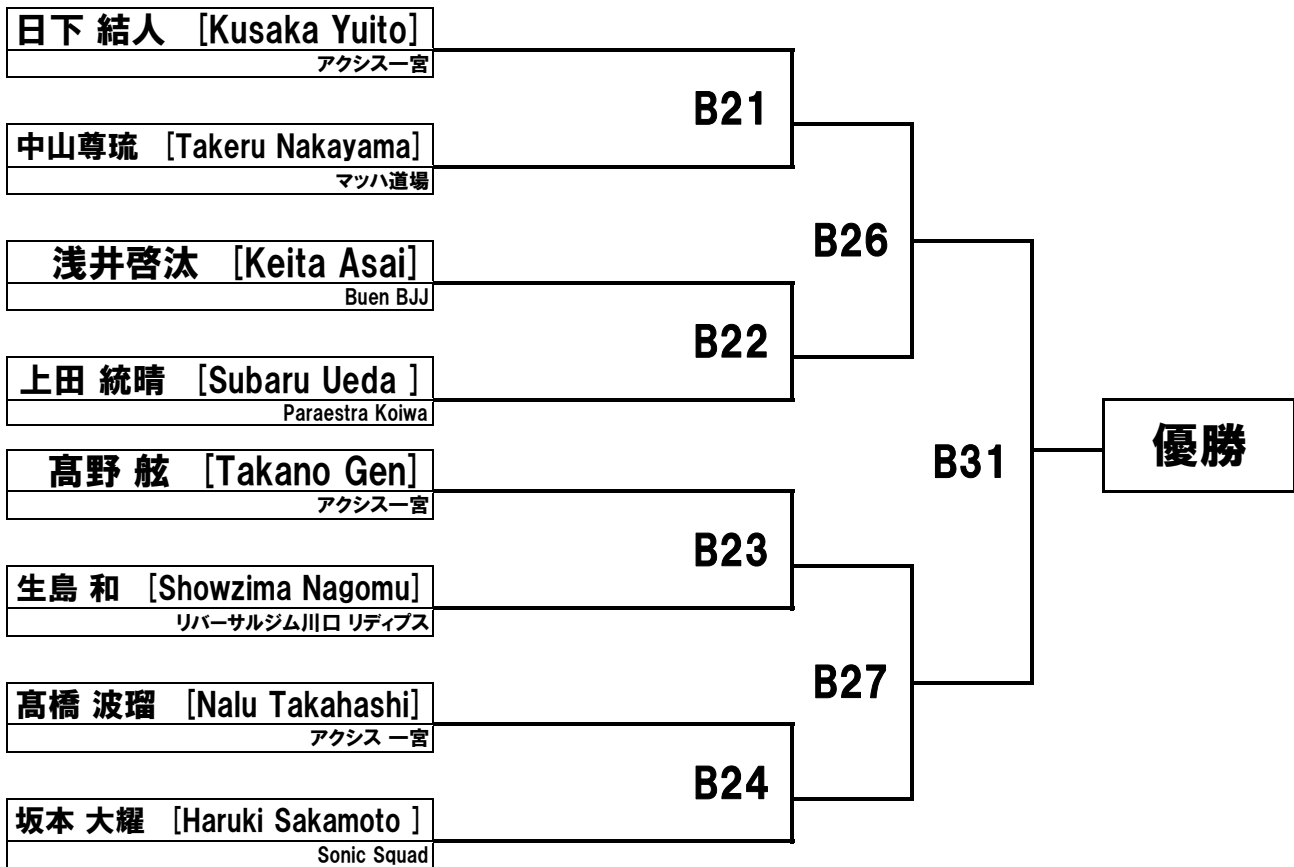 日下 結人 [Kusaka Yuito]
アクシス一宮
B21
中山尊琉 [Takeru Nakayama]
マッハ道場
B26
浅井啓汰 [Keita Asai]
Buen BJJ
B22
上田 統晴 [Subaru Ueda ]
Paraestra Koiwa
B31
優勝
髙野 舷 [Takano Gen]
アクシス一宮
B23
生島 和 [Showzima Nagomu]
リバーサルジム川口 リディプス
B27
髙橋 波瑠 [Nalu Takahashi]
アクシス 一宮
B24
坂本 大耀 [Haruki Sakamoto ]
Sonic Squad